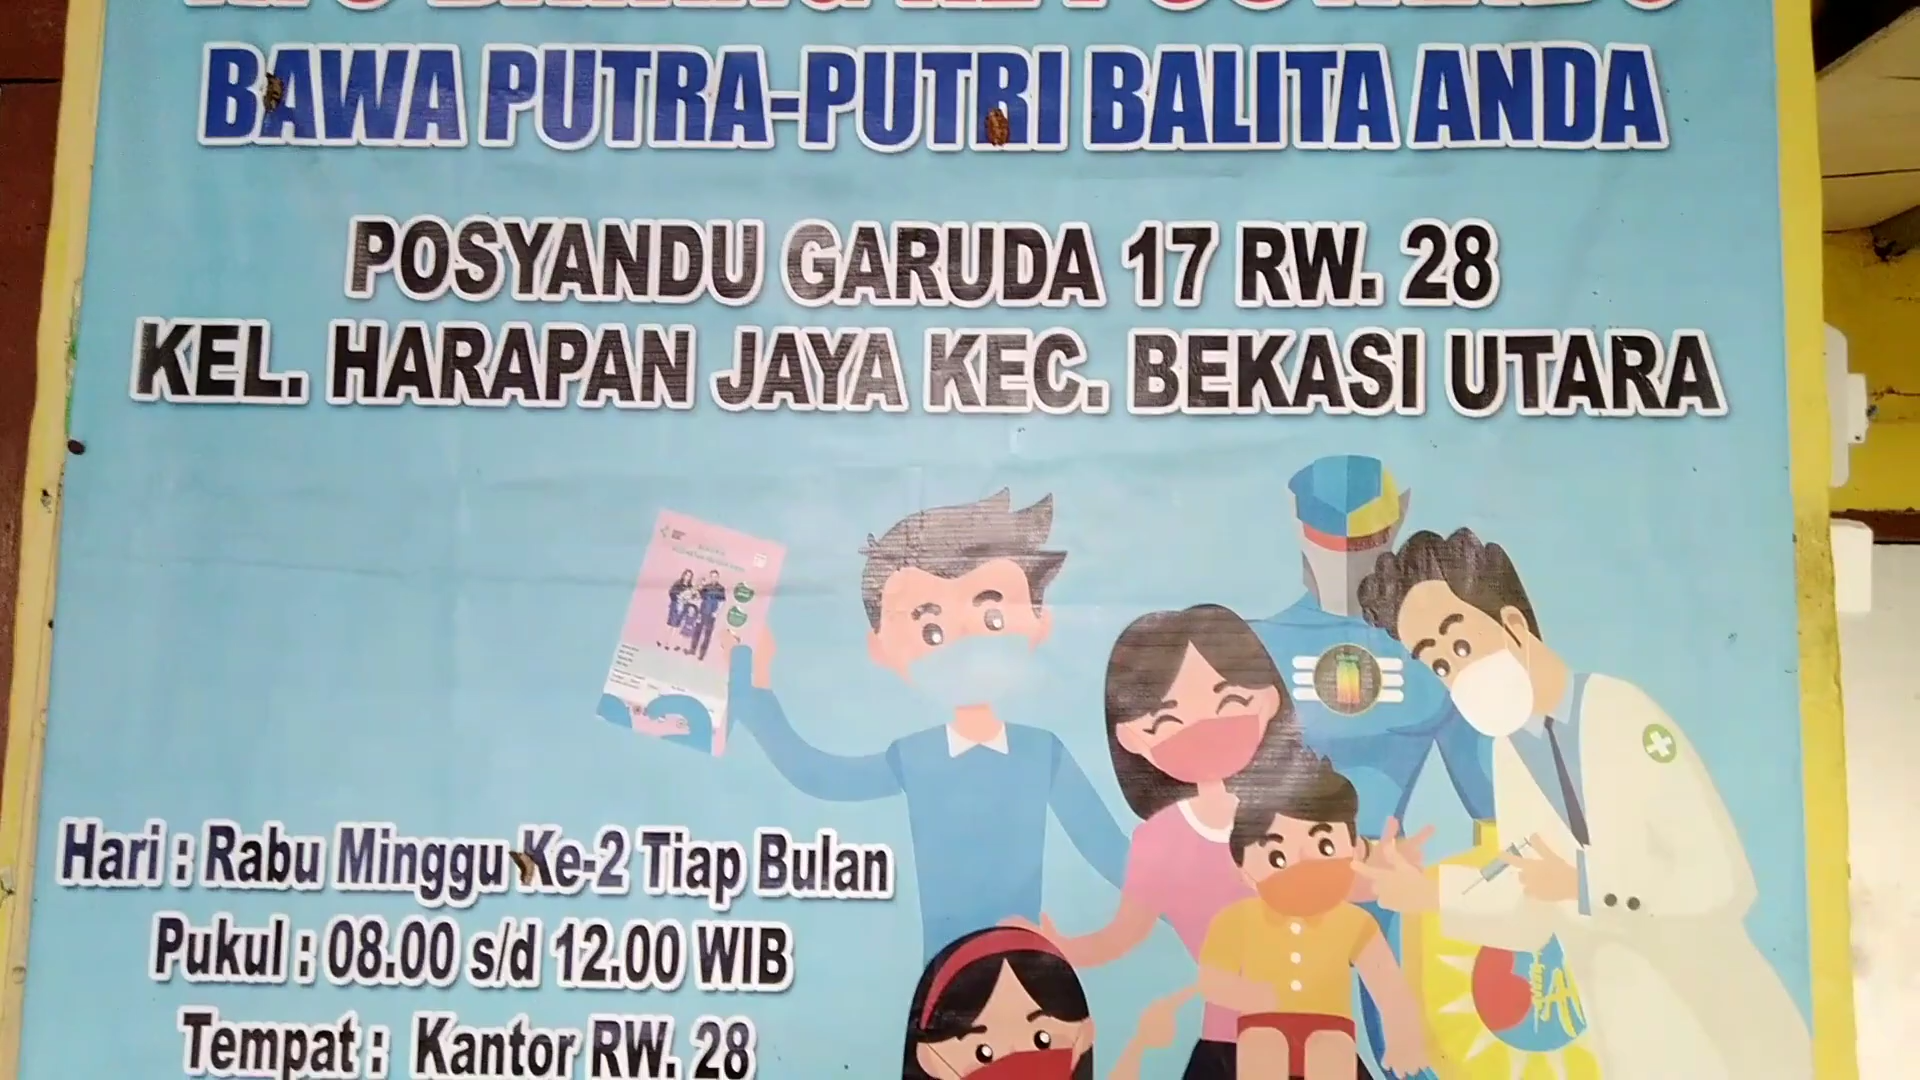 BAWA PUTRA-PUTRI BALITA ANDA
POSYANDU GARUDA 17 RW. 28
KEL. HARAPAN JAYA KEC. BEKASI UTARA
Hari : Rabu Minggu Ke-2 Tiap Bulan
Pukul : 08.00 s/d 12.00 WIB
Tempat : Kantor RW. 28